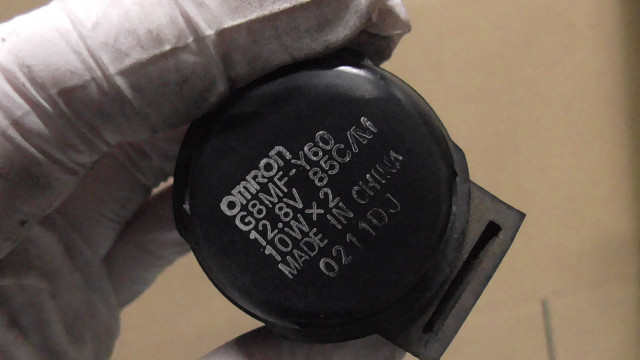 OMRON
G8MF-Y60
12.8V 85C/M
10W×2
MADE IN CHINA
0211DJ